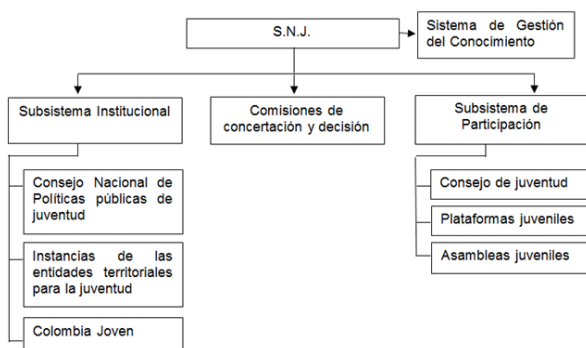 S.N.J.
Sistema de Gestión
del Conocimiento
Subsistema Institucional
Comisiones de
concertación y decisión
Subsistema de
Participación
Consejo Nacional de
Políticas públicas de
juventud
Instancias de las
entidades territoriales
para la juventud
Colombia Joven
Consejo de juventud
Plataformas juveniles
Asambleas juveniles